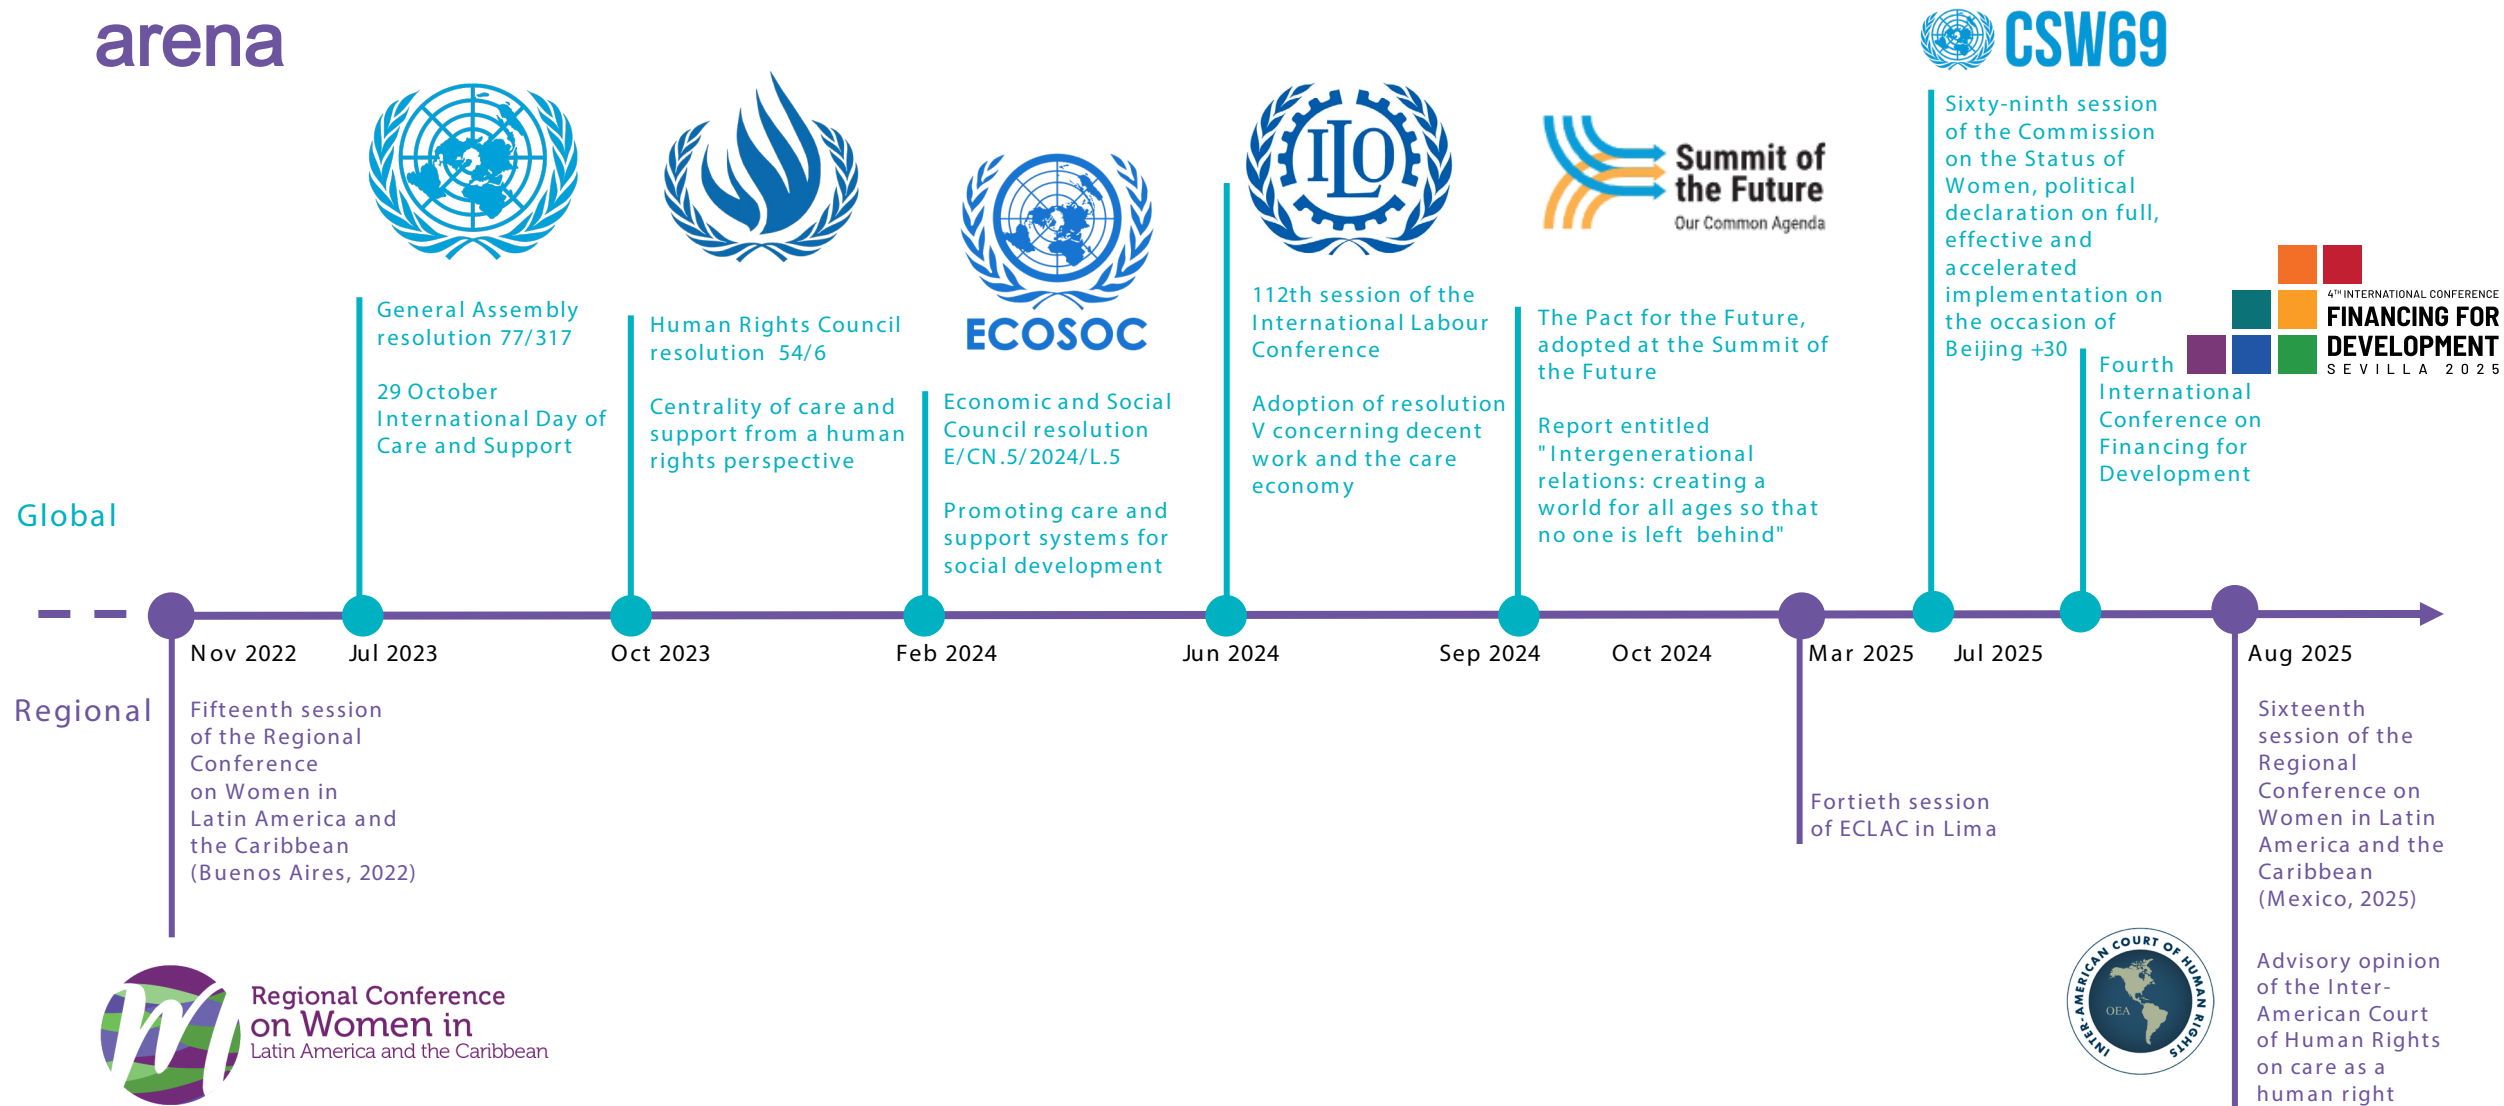 arena
CSW69
Sixty-ninth session
of the Commission
on the Status of
Women, political
declaration on full,
effective and
accelerated
implementation on
the occasion of
Beijing +30
ILO
Summit of
the Future
Our Common Agenda
4TH INTERNATIONAL CONFERENCE
FINANCING FOR
DEVELOPMENT
SEVILLA 2025
General Assembly
resolution 77/317
29 October
International Day of
Care and Support
Human Rights Council
resolution 54/6
Centrality of care and
support from a human
rights perspective
ECOSOC
Economic and Social
Council resolution
E/CN.5/2024/L.5
Promoting care and
support systems for
social development
112th session of the
International Labour
Conference
Adoption of resolution
V concerning decent
work and the care
economy
The Pact for the Future,
adopted at the Summit of
the Future
Report entitled
"Intergenerational
relations: creating a
world for all ages so that
no one is left behind"
Fourth
International
Conference on
Financing for
Development
Global
Nov 2022
Jul 2023
Oct 2023
Feb 2024
Jun 2024
Sep 2024
Oct 2024
Mar 2025
Jul 2025
Aug 2025
Regional
Fifteenth session
of the Regional
Conference
on Women in
Latin America and
the Caribbean
(Buenos Aires, 2022)
Fortieth session
of ECLAC in Lima
Sixteenth
session of the
Regional
Conference on
Women in Latin
America and the
Caribbean
(Mexico, 2025)
Advisory opinion
of the Inter-
American Court
of Human Rights
on care as a
human right
Regional Conference
on Women in
Latin America and the Caribbean
INTER-AMERICAN COURT OF HUMAN RIGHTS
OEA